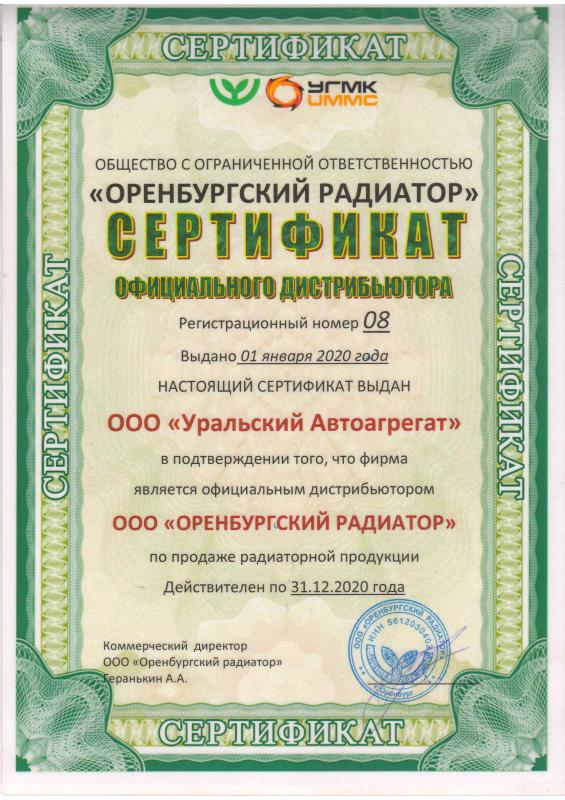 СЕРТИФИКАТ
УГМК
UMMC
ОБЩЕСТВО С ОГРАНИЧЕННОЙ ОТВЕТСТВЕННОСТЬЮ
«ОРЕНБУРГСКИЙ РАДИАТОР»
СЕРТИФИКАТ
ОФИЦИАЛЬНОГО ДИСТРИБЬЮТОРА
Регистрационный номер 08
Выдано 01 января 2020 года
НАСТОЯЩИЙ СЕРТИФИКАТ ВЫДАН
ООО «Уральский Автоагрегат»
в подтверждении того, что фирма
является официальным дистрибьютором
ООО «ОРЕНБУРГСКИЙ РАДИАТОР»
по продаже радиаторной продукции
Действителен по 31.12.2020 года
Коммерческий директор
ООО «Оренбургский радиатор»
Геранькин А.А.
ООО «ОРЕНБУРГСКИЙ РАДИАТОР»
ИНН
г.Оренбург
СЕРТИФИКАТ
СЕРТИФИКАТ
СЕРТИФИКАТ